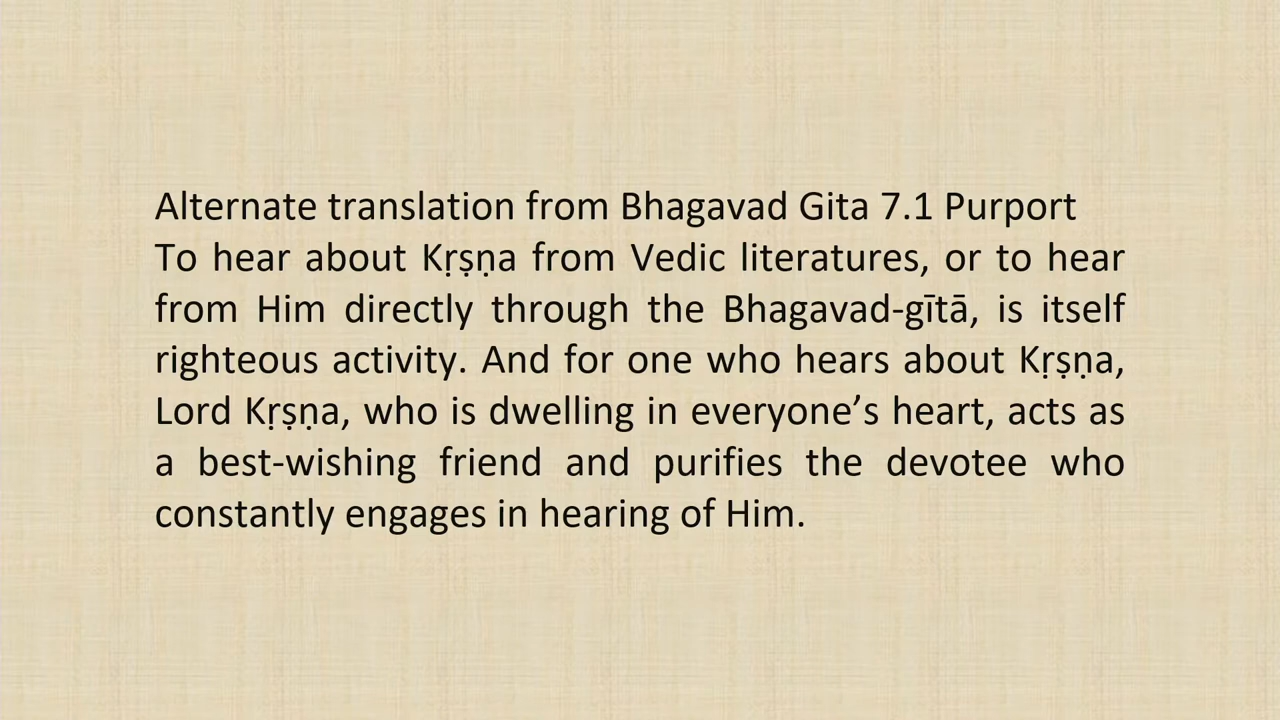 Alternate translation from Bhagavad Gita 7.1 Purport
To hear about Kṛṣṇa from Vedic literatures, or to hear
from Him directly through the Bhagavad-gītā, is itself
righteous activity. And for one who hears about Kṛṣṇa,
Lord Kṛṣṇa, who is dwelling in everyone’s heart, acts as
a best-wishing friend and purifies the devotee who
constantly engages in hearing of Him.